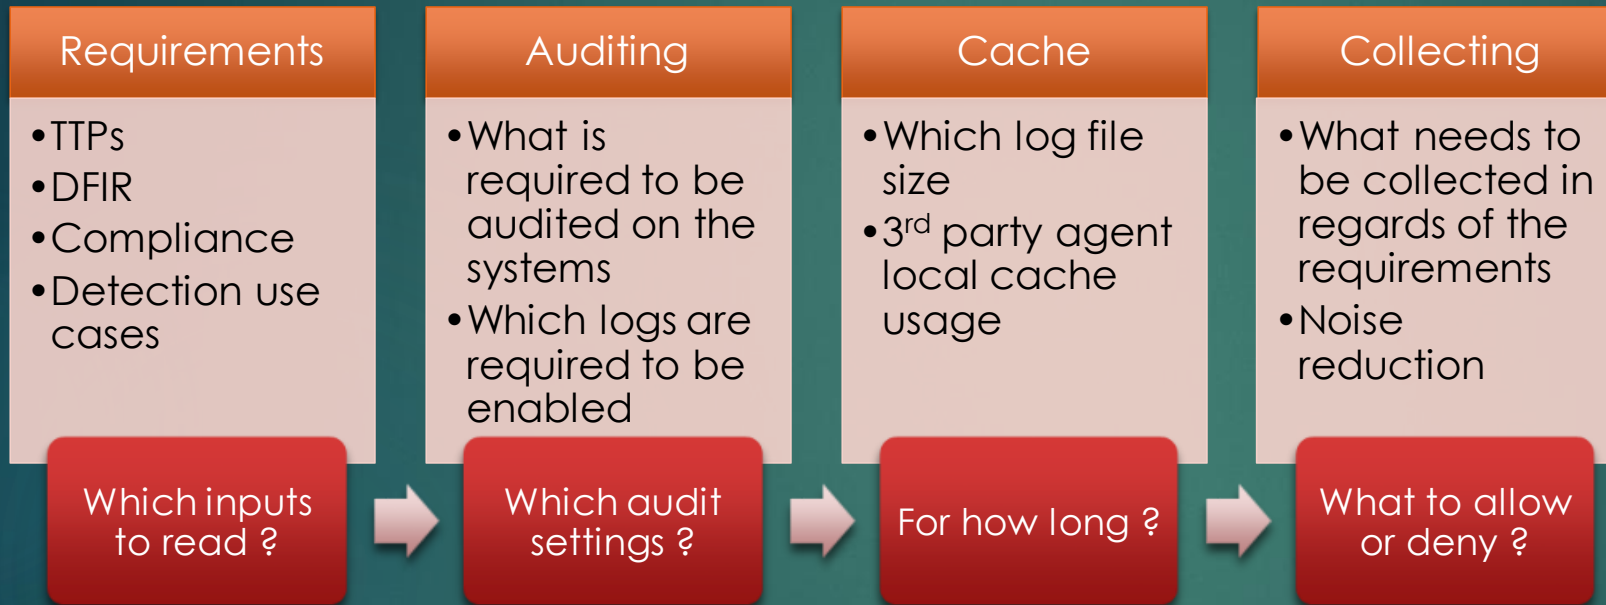 Requirements
•TTPs
•DFIR
•Compliance
•Detection use
cases
Which inputs
to read ?
Auditing
•What is
required to be
audited on the
systems
•Which logs are
required to be
enabled
Which audit
settings ?
Cache
•Which log file
size
•3rd party agent
local cache
usage
For how long ?
Collecting
•What needs to
be collected in
regards of the
requirements
•Noise
reduction
What to allow
or deny ?